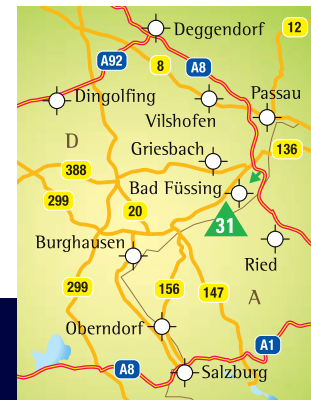 Deggendorf
12
A92
8
A8
Dingolfing
Passau
Vilshofen
D
Griesbach
136
388
Bad Füssing
299
20
31
Burghausen
Ried
299
156
147
A
Oberndorf
A1
A8
Salzburg